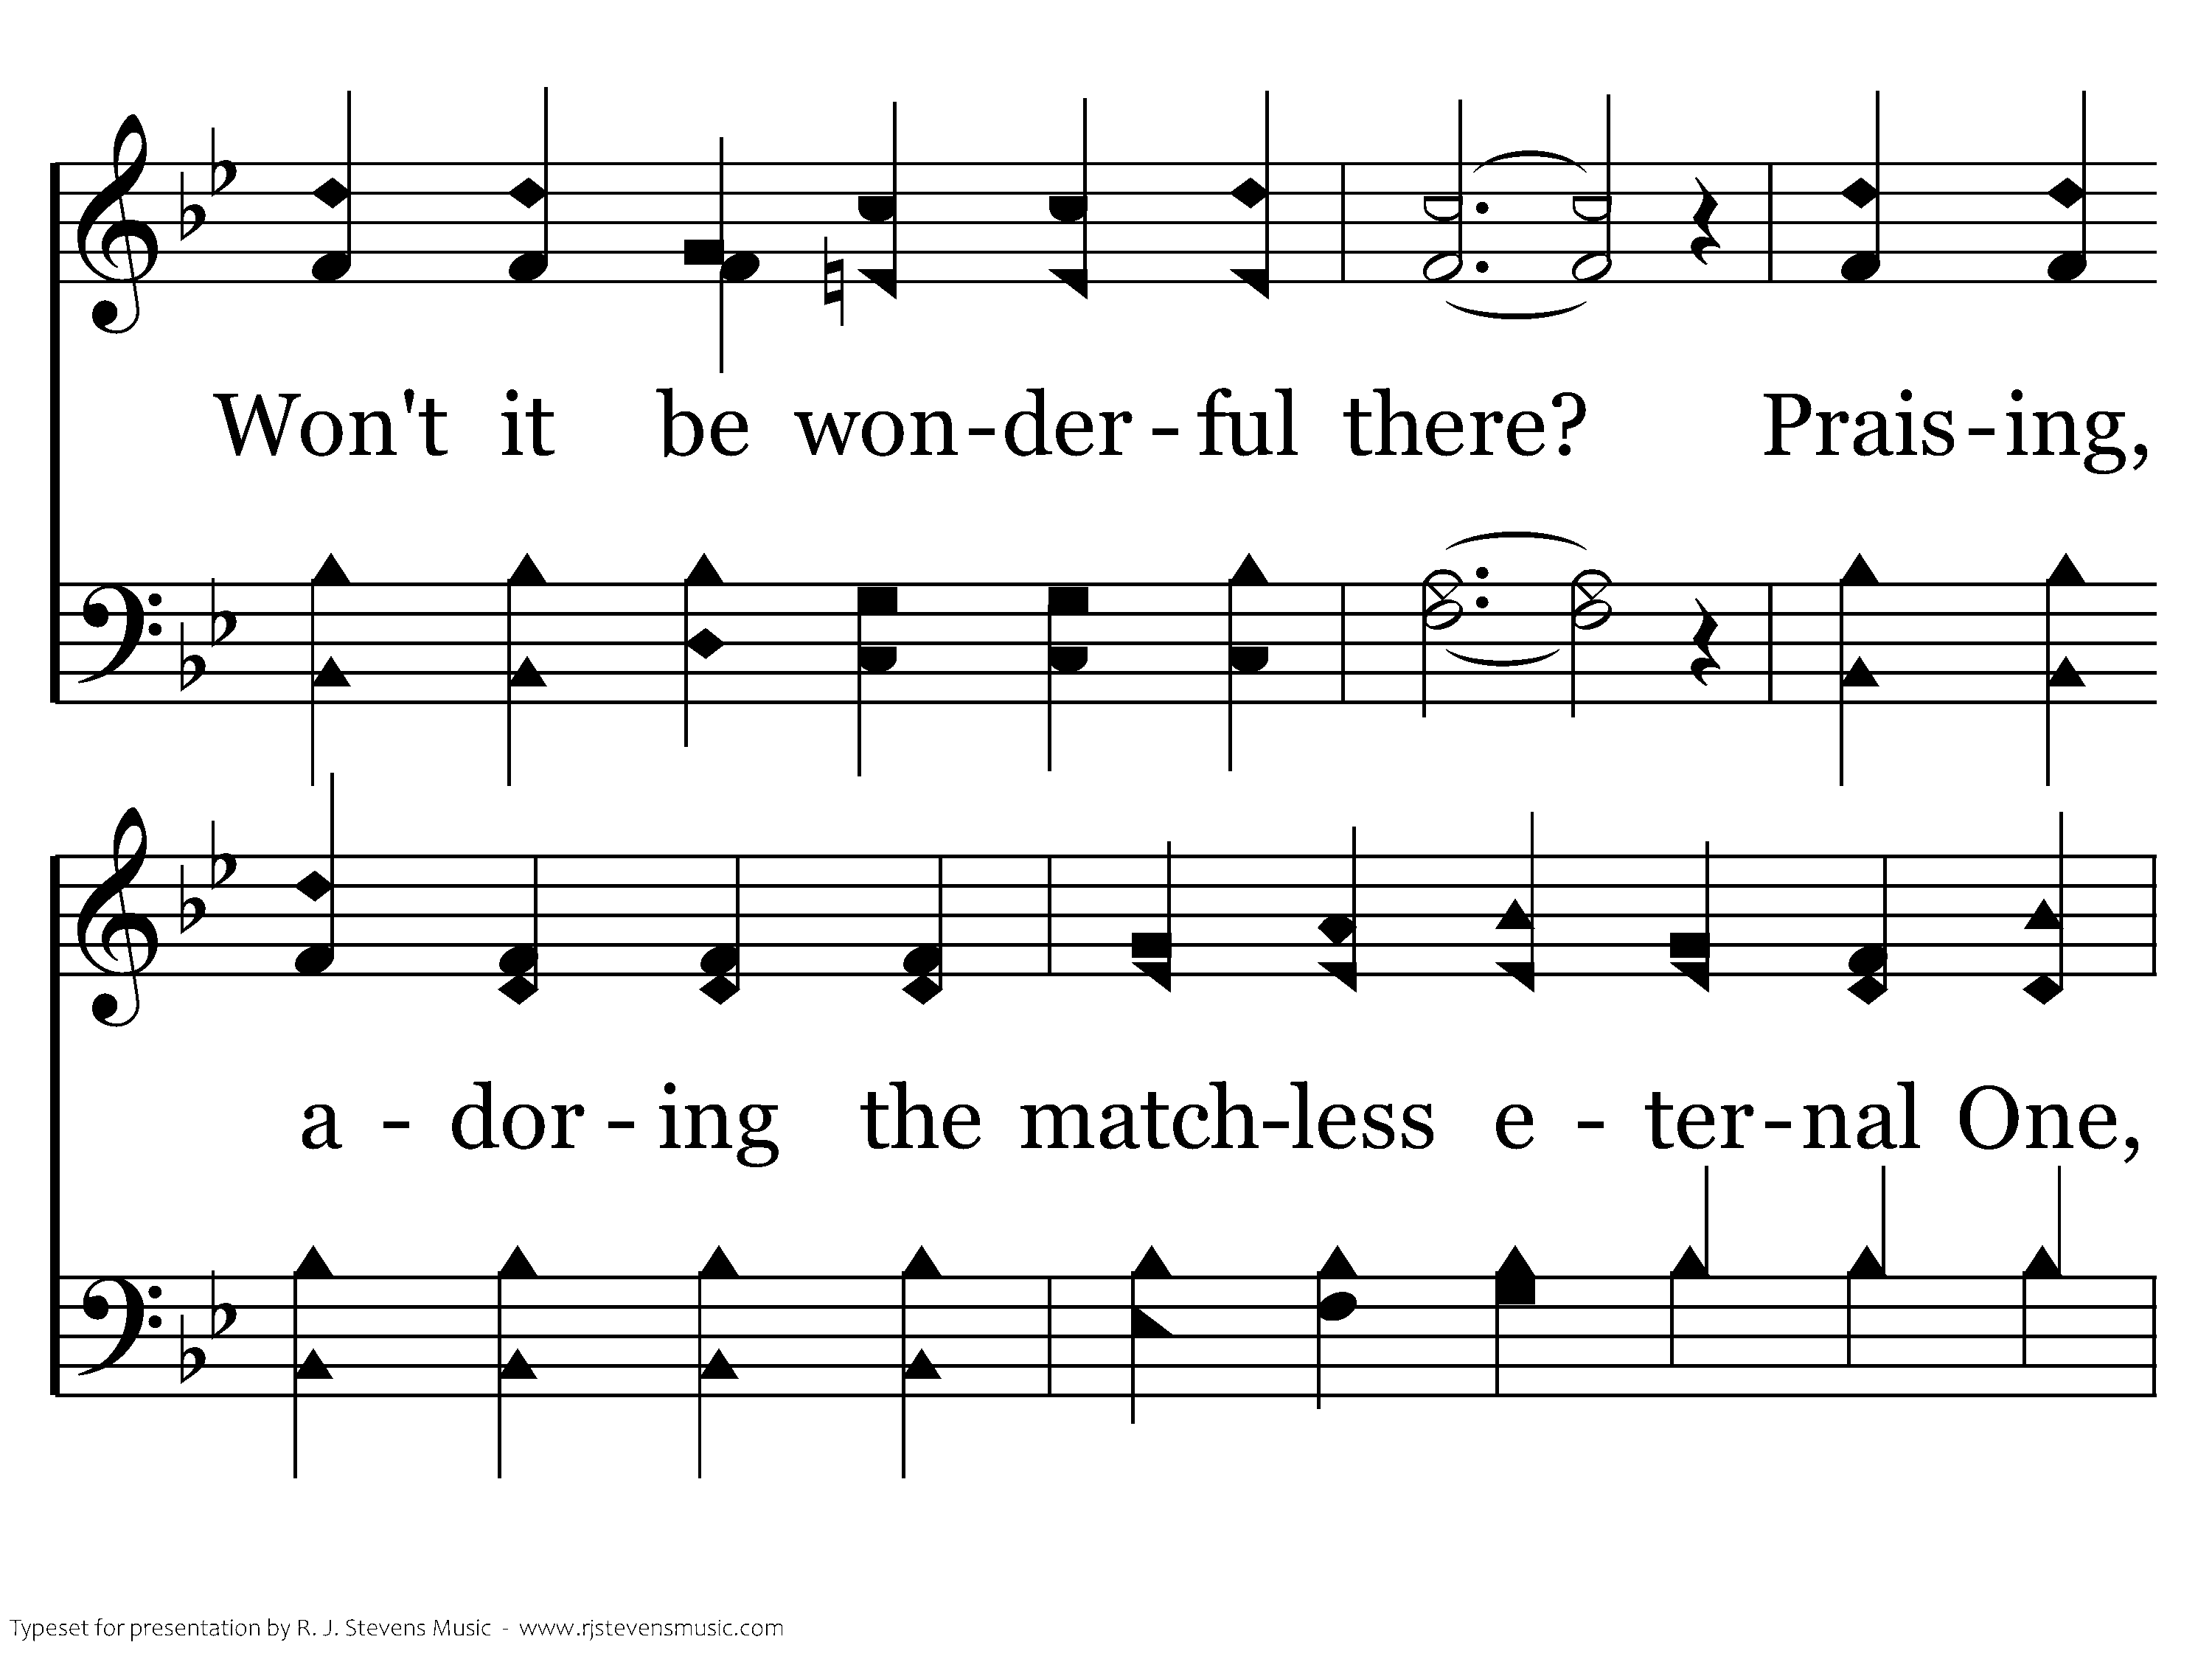 Won't it be won-der-ful there? Prais-ing,
a - dor - ing the match-less e - ter-nal One,
Typeset for presentation by R. J. Stevens Music - www.rjstevensmusic.com